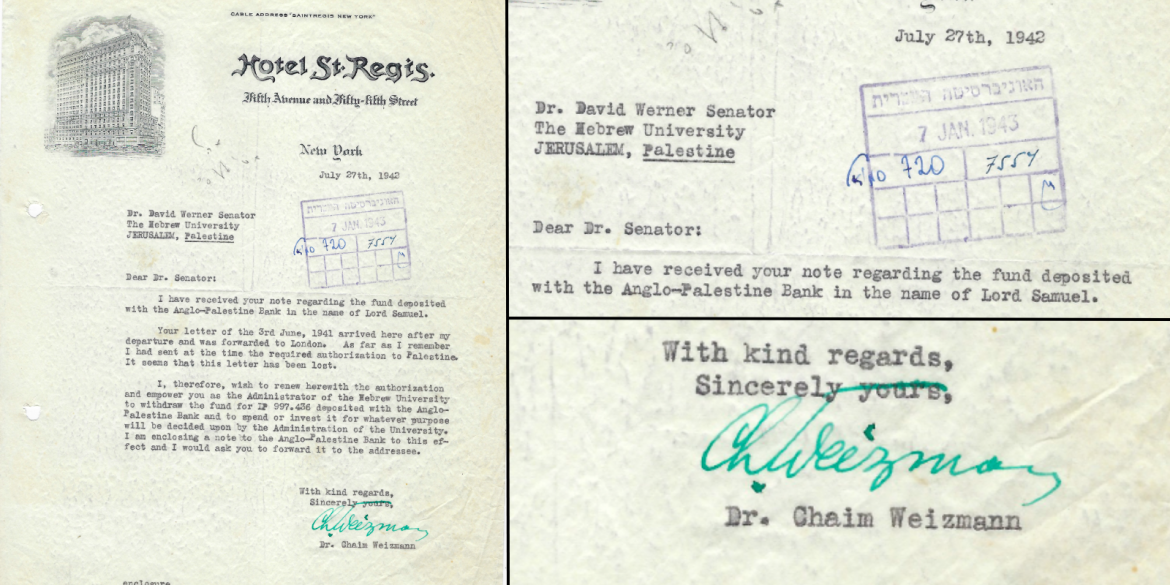 CABLE ADDRESS "SAINTREGIS NEW YORK"
Hotel St. Regis.
Fifth Avenue and Fifty-fifth Street
New York
July 27th, 1942
האוניברסיטה העברית
7 JAN. 1943
720 7554
Dr. David Werner Senator
The Hebrew University
JERUSALEM, Palestine
Dear Dr. Senator:
I have received your note regarding the fund deposited
with the Anglo-Palestine Bank in the name of Lord Samuel.
Your letter of the 3rd June, 1941 arrived here after my
departure and was forwarded to London. As far as I remember
I had sent at the time the required authorization to Palestine.
It seems that this letter has been lost.
I, therefore, wish to renew herewith the authorization
and empower you as the Administrator of the Hebrew University
to withdraw the fund for LP 997.436 deposited with the Anglo-
Palestine Bank and to spend or invest it for whatever purpose
will be decided upon by the Administration of the University.
I am enclosing a note to the Anglo-Palestine Bank to this ef-
fect and I would ask you to forward it to the addressee.
With kind regards,
Sincerely yours,
Ch. Weizmann
Dr. Chaim Weizmann
enclosure
July 27th, 1942
האוניברסיטה העברית
7 JAN. 1943
720 7554
Dr. David Werner Senator
The Hebrew University
JERUSALEM, Palestine
Dear Dr. Senator:
I have received your note regarding the fund deposited
with the Anglo-Palestine Bank in the name of Lord Samuel.
With kind regards,
Sincerely yours,
Ch. Weizmann
Dr. Chaim Weizmann